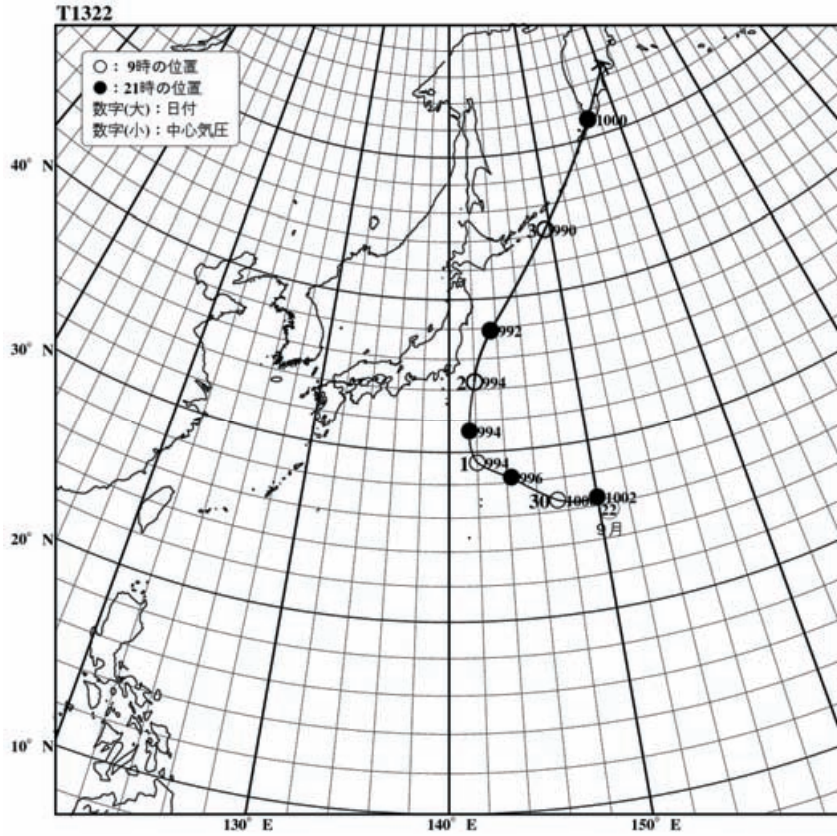 T1322
○ : 9時の位置
● : 21時の位置
数字(大) : 日付
数字(小) : 中心気圧
1000
40° N
3 990
992
30° N
2 994
994
1 994
996
30
1002
22
9月
20° N
10° N
130° E
140° E
150° E